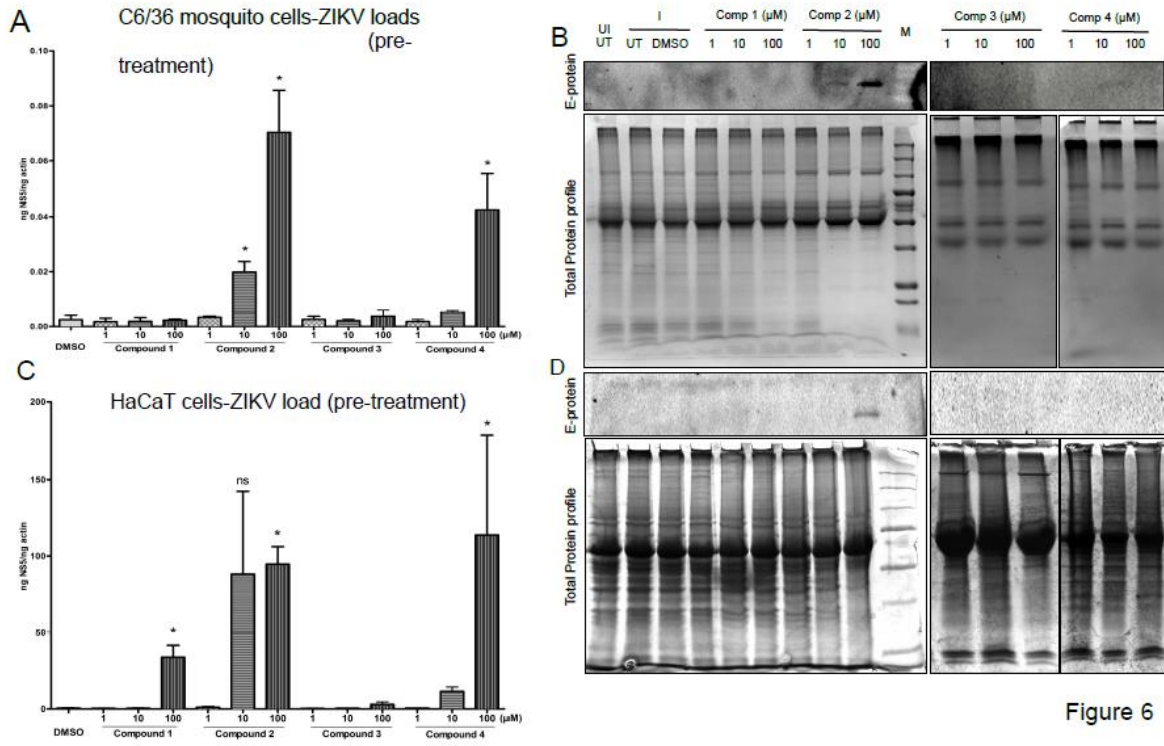 A
C6/36 mosquito cells-ZIKV loads
(pre-
treatment)
ng NS5/ng actin
0.10
0.08
0.06
0.04
0.02
0.00
* * *
DMSO
1 10 100 1 10 100 1 10 100 1 10 100 (µM)
Compound 1 Compound 2 Compound 3 Compound 4
B
UI I Comp 1 (µM) Comp 2 (µM) M Comp 3 (µM) Comp 4 (µM)
UT UT DMSO 1 10 100 1 10 100 1 10 100 1 10 100
E-protein
Total Protein profile
C
HaCaT cells-ZIKV load (pre-treatment)
ng NS5/ng actin
200
150
100
50
0
* ns * *
DMSO
1 10 100 1 10 100 1 10 100 1 10 100 (µM)
Compound 1 Compound 2 Compound 3 Compound 4
D
E-protein
Total Protein profile
Figure 6